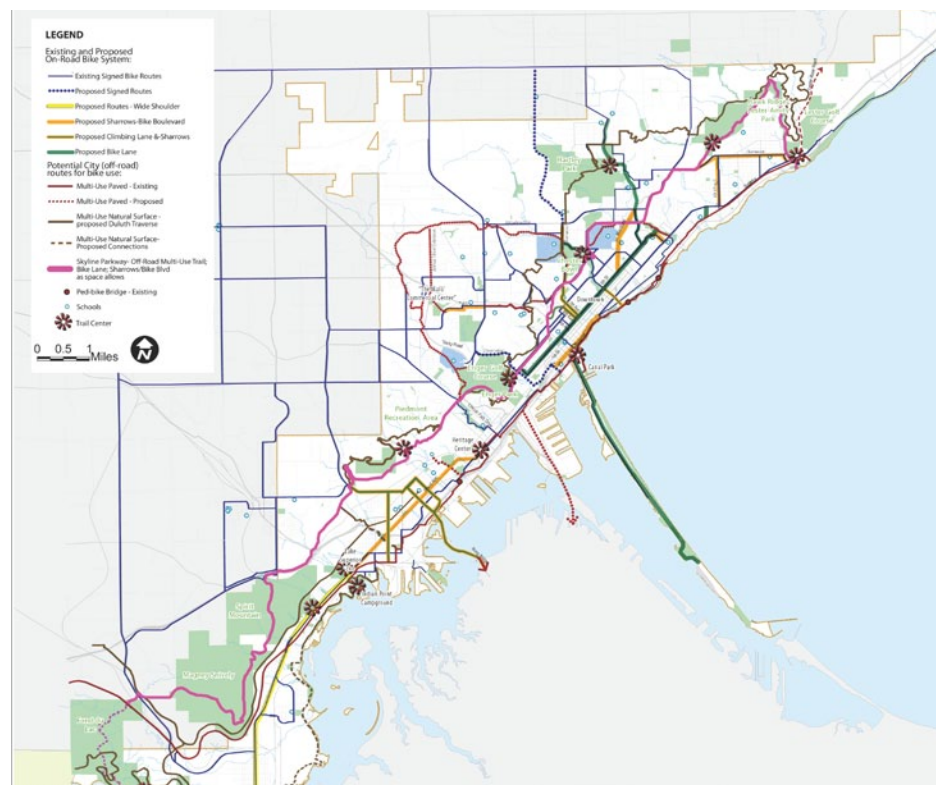 LEGEND
Existing and Proposed
On-Road Bike System:
Existing Signed Bike Routes
Proposed Signed Routes
Proposed Routes - Wide Shoulder
Proposed Sharrows-Bike Boulevard
Proposed Climbing Lane &-Sharrows
Proposed Bike Lane
Potential City (off-road)
routes for bike use:
Multi-Use Paved - Existing
Multi-Use Paved - Proposed
Multi-Use Natural Surface -
proposed Duluth Traverse
Multi-Use Natural Surface-
Proposed Connections
Skyline Parkway- Off-Road Multi-Use Trail;
Bike Lane; Sharrows/Bike Blvd
as space allows
Ped-bike Bridge - Existing
Schools
Trail Center
0 0.5 1
Miles
N
Hartley
Park
Commercial Center"
Downtown
Canal Park
Piedmont
Recreation Area
Heritage
Center
Indian Point
Campground
Spirit
Mountain
Magney Snively